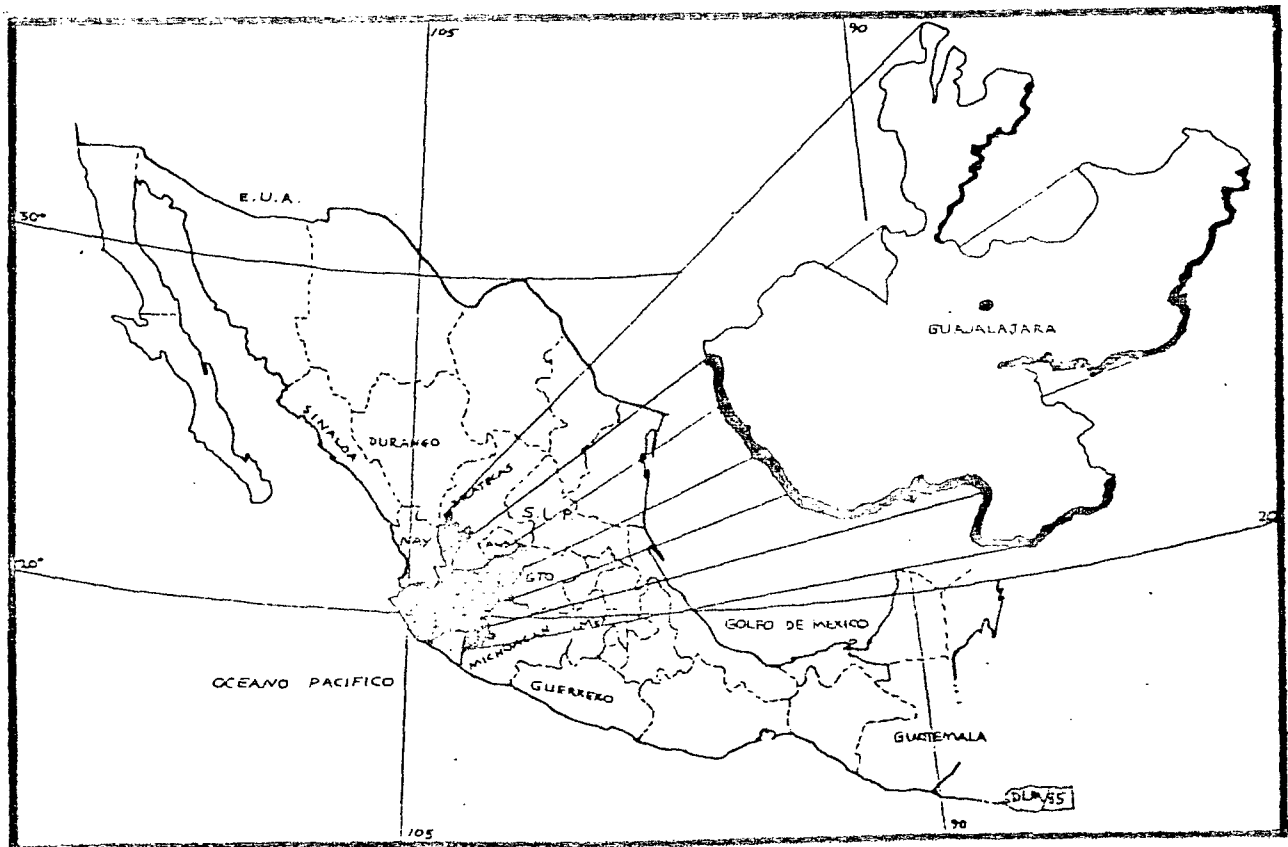 105
90
E.U.A.
30°
GUADALAJARA
SINALOA
DURANGO
S.L.P.
NAY
GTO
20°
20
MICHOACAN
GOLFO DE MEXICO
OCEANO PACIFICO
GUERRERO
GUATEMALA
105
90